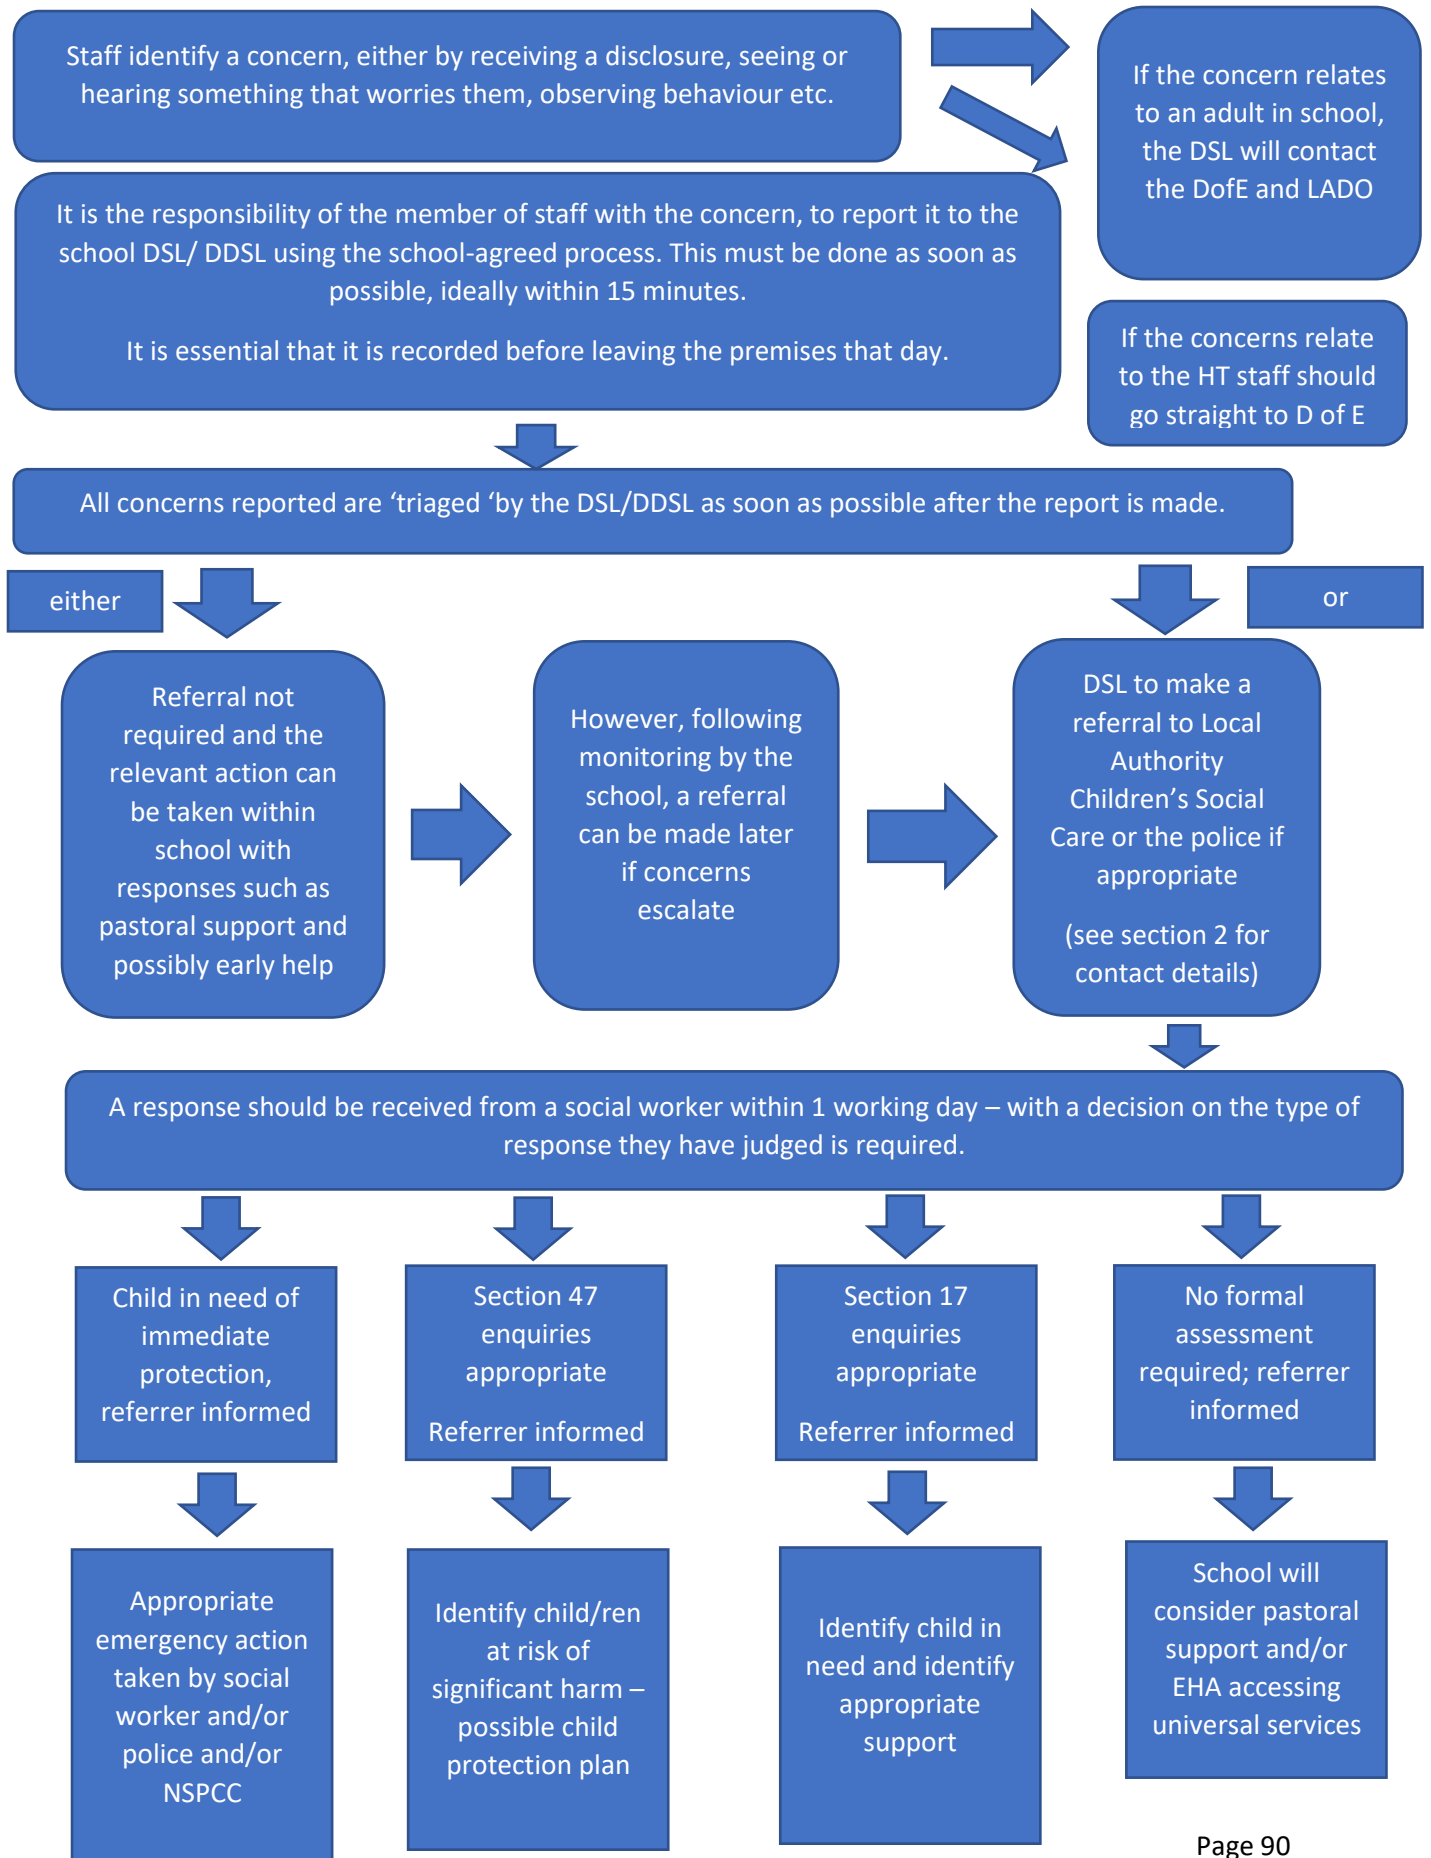 Staff identify a concern, either by receiving a disclosure, seeing or
hearing something that worries them, observing behaviour etc.
If the concern relates
to an adult in school,
the DSL will contact
the DofE and LADO
It is the responsibility of the member of staff with the concern, to report it to the
school DSL/ DDSL using the school-agreed process. This must be done as soon as
possible, ideally within 15 minutes.
It is essential that it is recorded before leaving the premises that day.
If the concerns relate
to the HT staff should
go straight to D of E
All concerns reported are ‘triaged ‘by the DSL/DDSL as soon as possible after the report is made.
either
or
Referral not
required and the
relevant action can
be taken within
school with
responses such as
pastoral support and
possibly early help
However, following
monitoring by the
school, a referral
can be made later
if concerns
escalate
DSL to make a
referral to Local
Authority
Children’s Social
Care or the police if
appropriate
(see section 2 for
contact details)
A response should be received from a social worker within 1 working day – with a decision on the type of
response they have judged is required.
Child in need of
immediate
protection,
referrer informed
Section 47
enquiries
appropriate
Referrer informed
Section 17
enquiries
appropriate
Referrer informed
No formal
assessment
required; referrer
informed
Appropriate
emergency action
taken by social
worker and/or
police and/or
NSPCC
Identify child/ren
at risk of
significant harm –
possible child
protection plan
Identify child in
need and identify
appropriate
support
School will
consider pastoral
support and/or
EHA accessing
universal services
Page 90